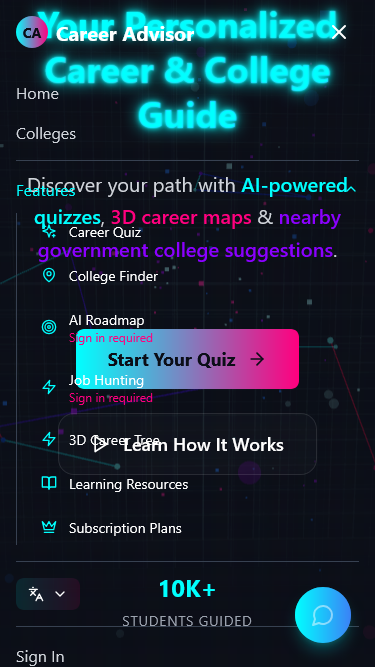 Your Personalized
CA Career Advisor
Career & College
Guide
Home
Colleges
Discover your path with AI-powered
Features
quizzes, 3D career maps & nearby
Career Quiz
government college suggestions.
College Finder
AI Roadmap
Sign in required
Start Your Quiz
Job Hunting
Sign in required
3D Career Tree
Learn How It Works
Learning Resources
Subscription Plans
10K+
STUDENTS GUIDED
Sign In